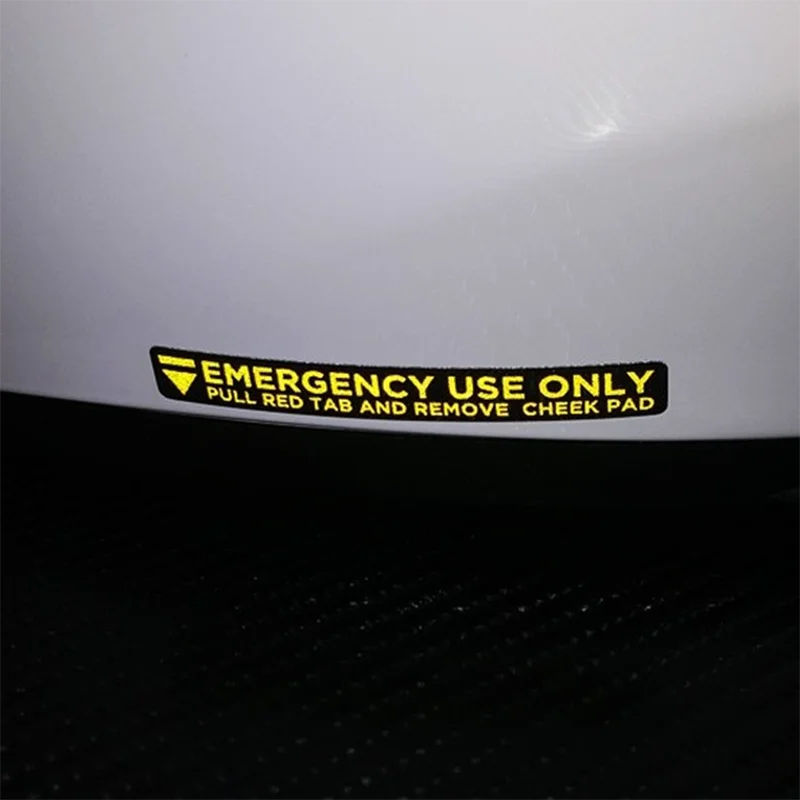 EMERGENCY USE ONLY
PULL RED TAB AND REMOVE CHEEK PAD